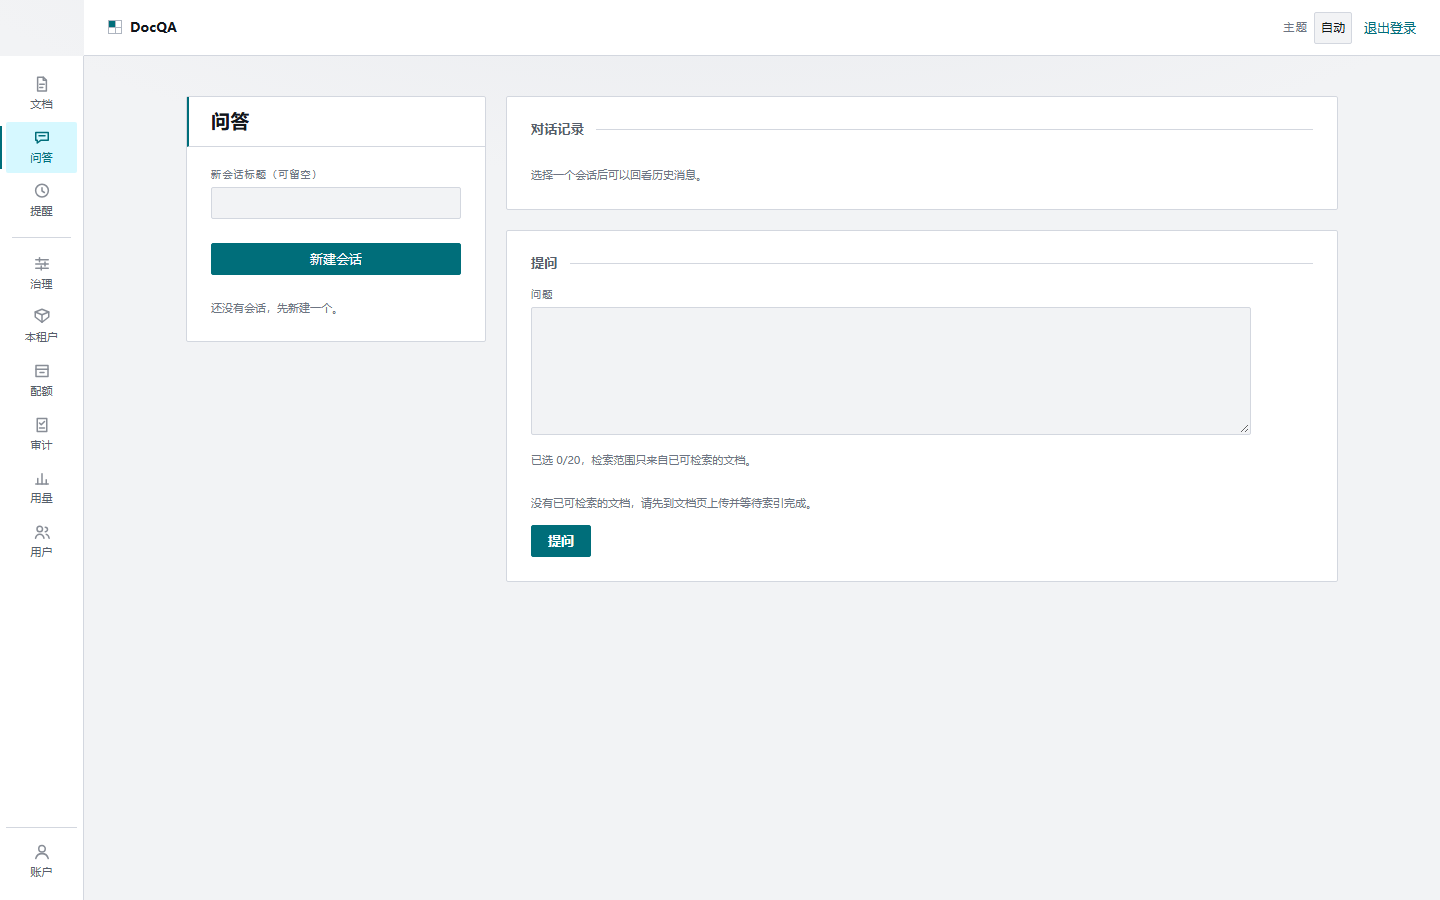 DocQA
主题 自动 退出登录
文档
问答
提醒
治理
本租户
配额
审计
用量
用户
账户
问答
新会话标题（可留空）
新建会话
还没有会话，先新建一个。
对话记录
选择一个会话后可以回看历史消息。
提问
问题
已选 0/20，检索范围只来自已可检索的文档。
没有已可检索的文档，请先到文档页上传并等待索引完成。
提问